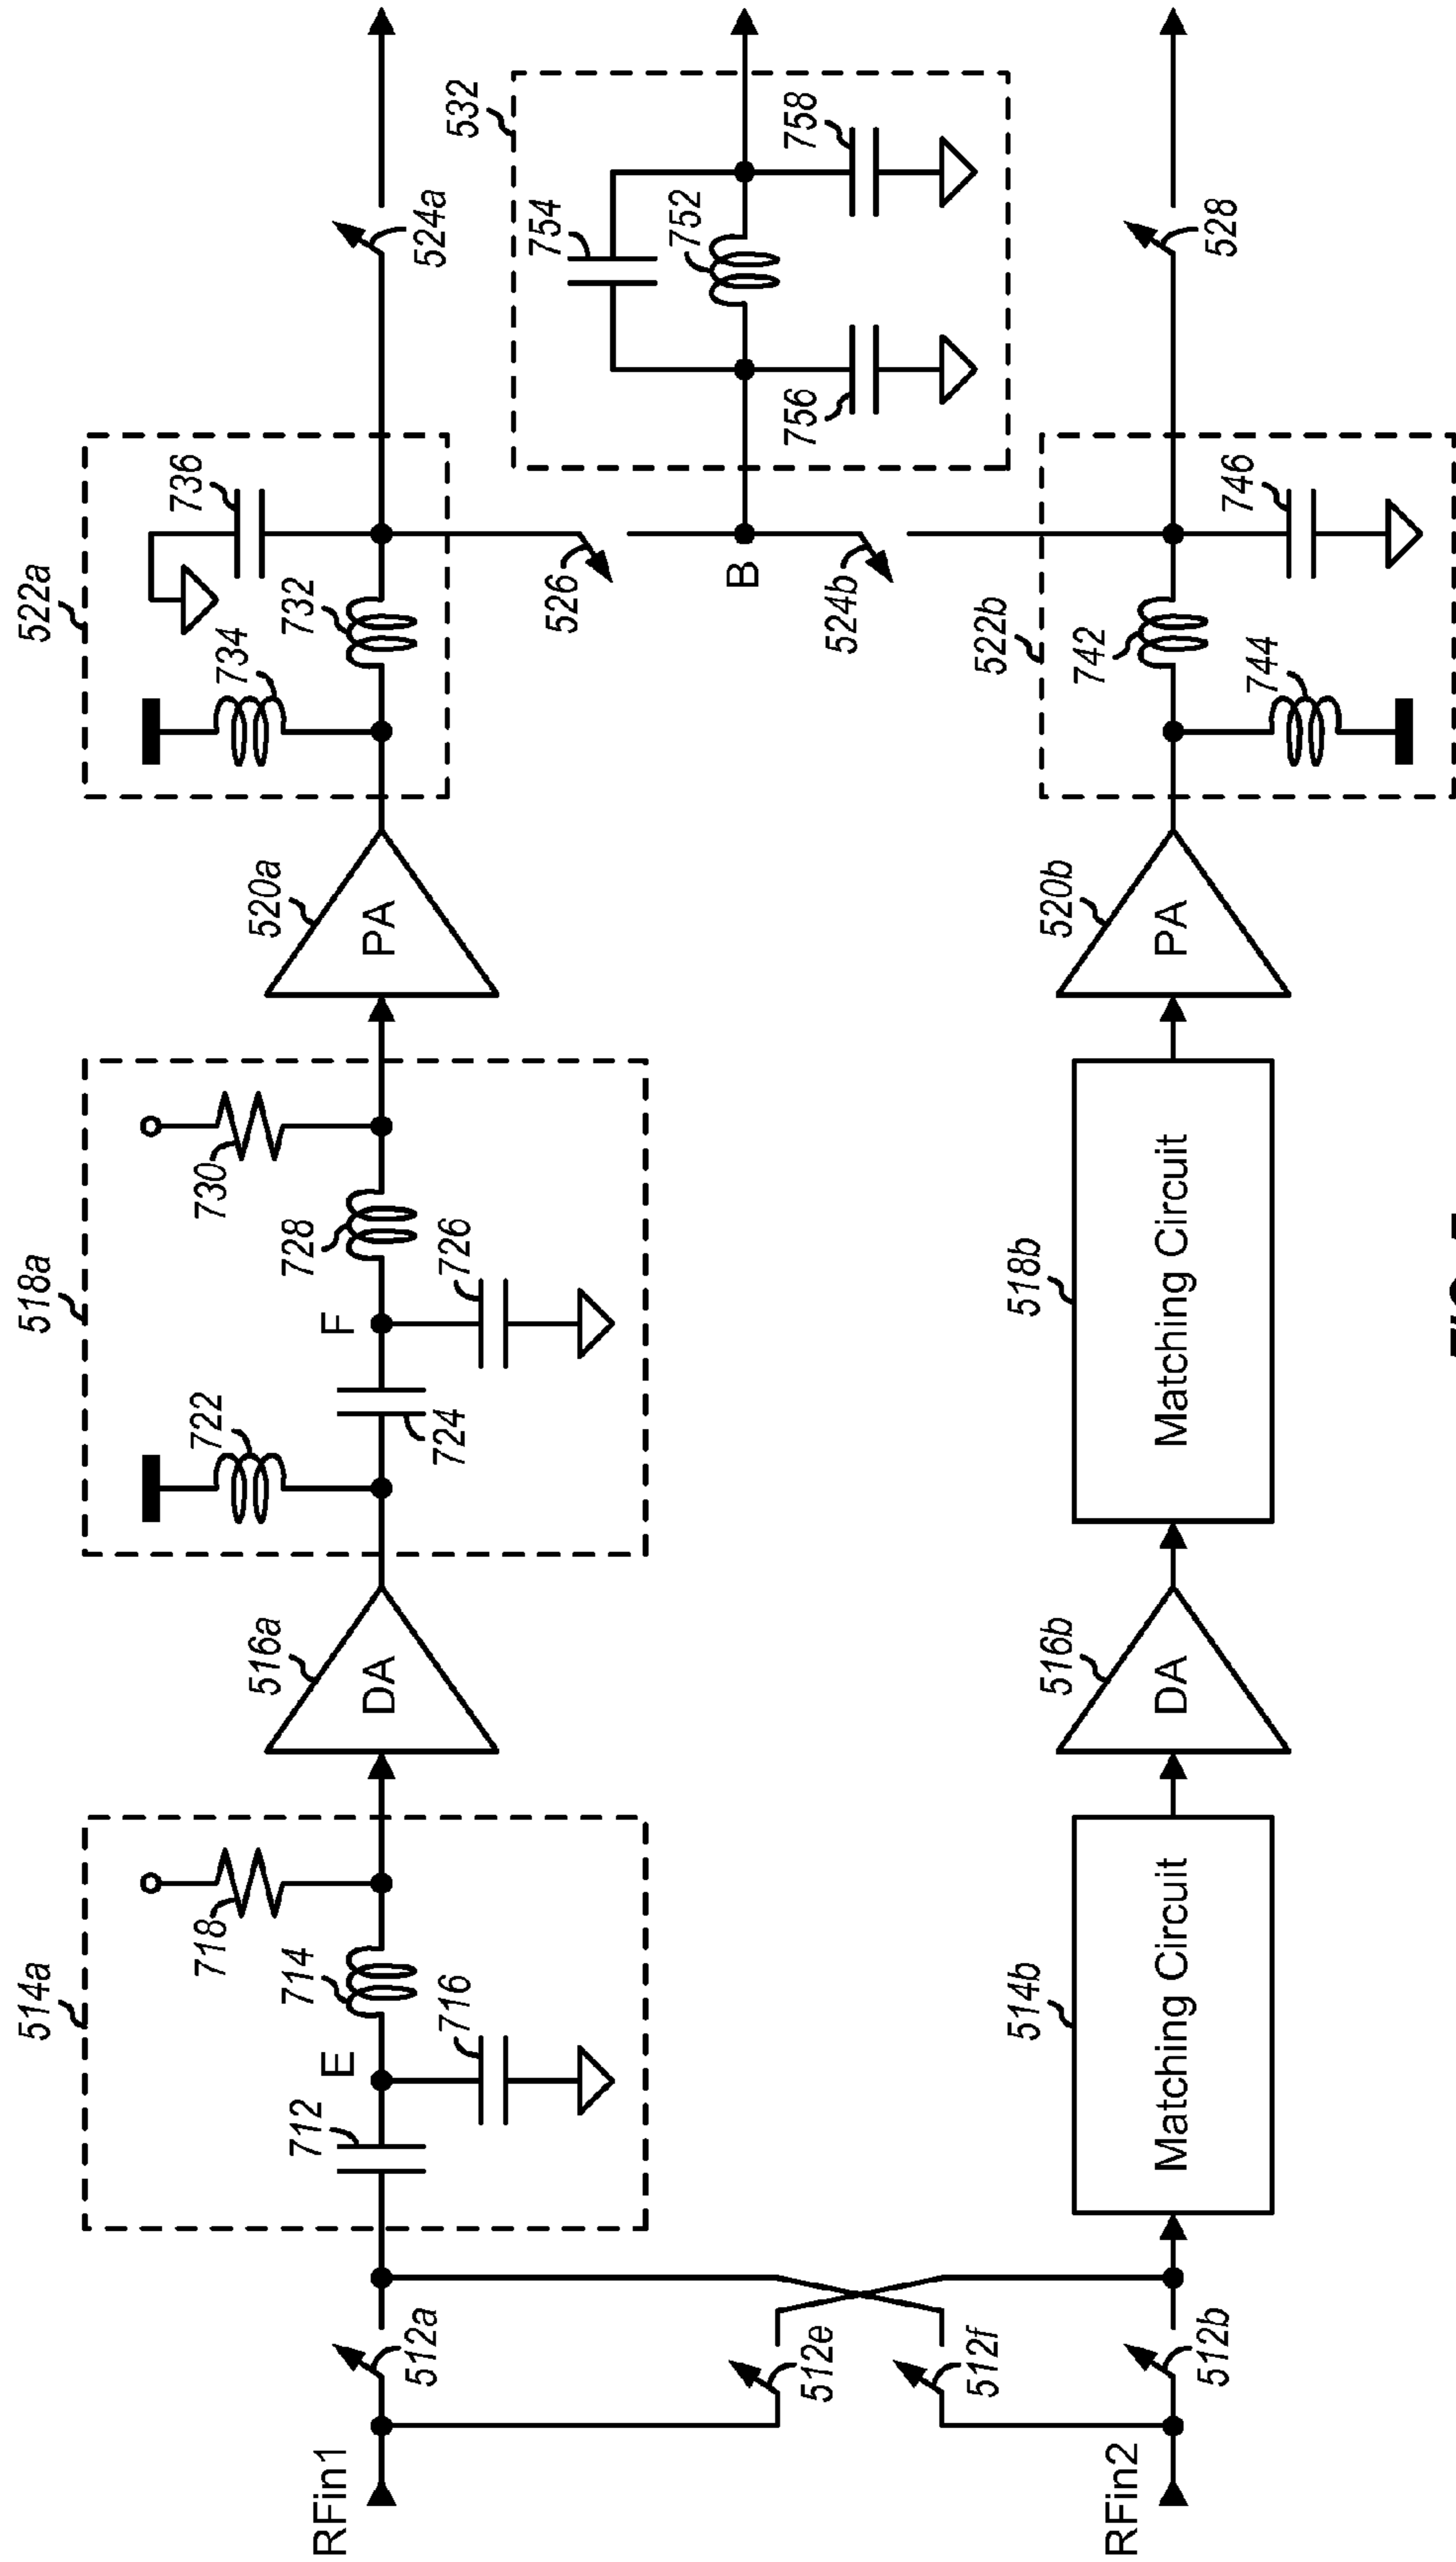 522a
736
734
732
524a
518a
722
728
730
F
724
726
520a
PA
514a
718
714
E
712
716
516a
DA
RFin1
512a
532
754
752
756
758
526
B
524b
522b
742
744
746
528
520b
PA
518b
Matching Circuit
516b
DA
514b
Matching Circuit
512e
512f
512b
RFin2